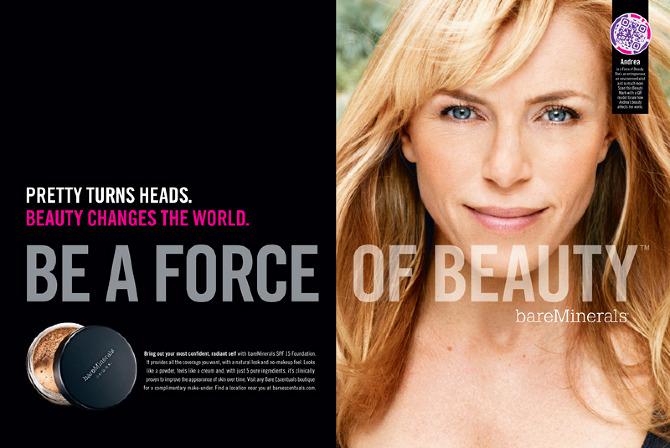 PRETTY TURNS HEADS.
BEAUTY CHANGES THE WORLD.
BE A FORCE OF BEAUTY™
bareMinerals
bareMinerals
Bring out your most confident, radiant self with bareMinerals SPF 15 Foundation.
It provides all the coverage you want, with a natural look and no-makeup feel. Looks
like a powder, feels like a cream and, with just 5 pure ingredients, it's clinically
proven to improve the appearance of skin over time. Visit any Bare Escentuals boutique
for a complimentary make-under. Find a location near you at bareescentuals.com.
Andrea
is a Force of Beauty.